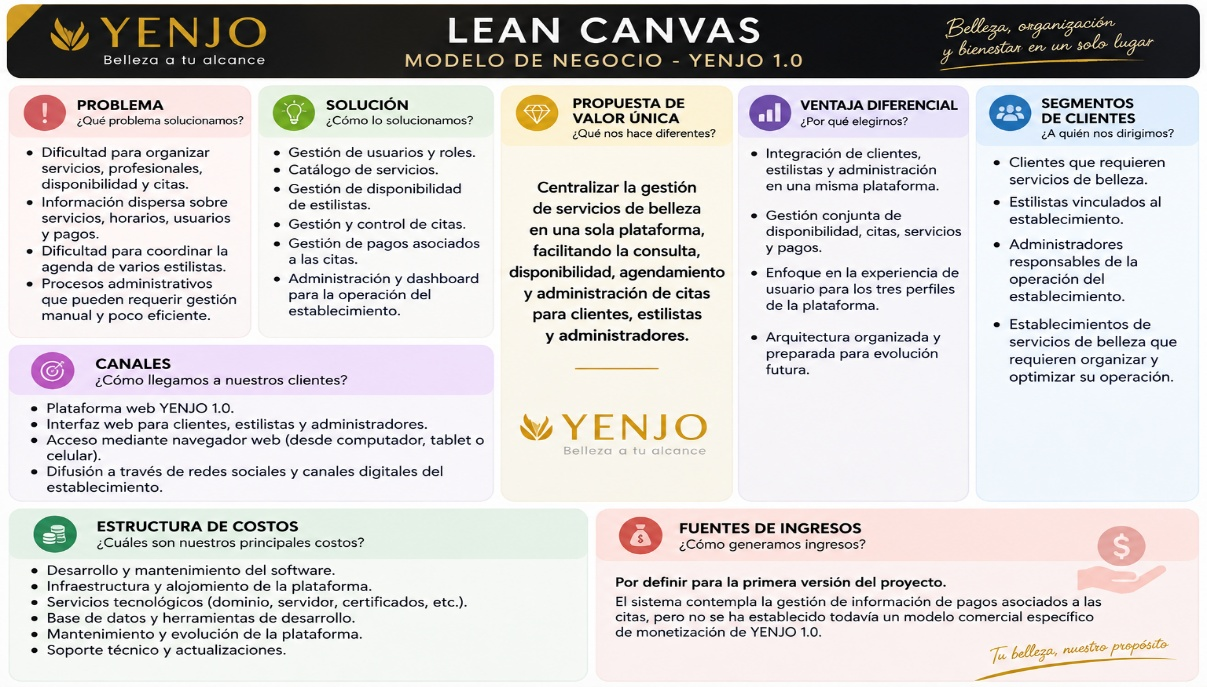 YENJO
Belleza a tu alcance
LEAN CANVAS
MODELO DE NEGOCIO - YENJO 1.0
Belleza, organización
y bienestar en un solo lugar
PROBLEMA
¿Qué problema solucionamos?
• Dificultad para organizar
servicios, profesionales,
disponibilidad y citas.
• Información dispersa sobre
servicios, horarios, usuarios
y pagos.
• Dificultad para coordinar la
agenda de varios estilistas.
• Procesos administrativos
que pueden requerir gestión
manual y poco eficiente.
SOLUCIÓN
¿Cómo lo solucionamos?
• Gestión de usuarios y roles.
• Catálogo de servicios.
• Gestión de disponibilidad
de estilistas.
• Gestión y control de citas.
• Gestión de pagos asociados
a las citas.
• Administración y dashboard
para la operación del
establecimiento.
PROPUESTA DE
VALOR ÚNICA
¿Qué nos hace diferentes?
Centralizar la gestión
de servicios de belleza
en una sola plataforma,
facilitando la consulta,
disponibilidad, agendamiento
y administración de citas
para clientes, estilistas
y administradores.
YENJO
Belleza a tu alcance
VENTAJA DIFERENCIAL
¿Por qué elegirnos?
• Integración de clientes,
estilistas y administración
en una misma plataforma.
• Gestión conjunta de
disponibilidad, citas, servicios
y pagos.
• Enfoque en la experiencia de
usuario para los tres perfiles
de la plataforma.
• Arquitectura organizada y
preparada para evolución
futura.
SEGMENTOS
DE CLIENTES
¿A quién nos dirigimos?
• Clientes que requieren
servicios de belleza.
• Estilistas vinculados al
establecimiento.
• Administradores
responsables de la
operación del
establecimiento.
• Establecimientos de
servicios de belleza que
requieren organizar y
optimizar su operación.
CANALES
¿Cómo llegamos a nuestros clientes?
• Plataforma web YENJO 1.0.
• Interfaz web para clientes, estilistas y administradores.
• Acceso mediante navegador web (desde computador, tablet o
celular).
• Difusión a través de redes sociales y canales digitales del
establecimiento.
ESTRUCTURA DE COSTOS
¿Cuáles son nuestros principales costos?
• Desarrollo y mantenimiento del software.
• Infraestructura y alojamiento de la plataforma.
• Servicios tecnológicos (dominio, servidor, certificados, etc.).
• Base de datos y herramientas de desarrollo.
• Mantenimiento y evolución de la plataforma.
• Soporte técnico y actualizaciones.
FUENTES DE INGRESOS
¿Cómo generamos ingresos?
Por definir para la primera versión del proyecto.
El sistema contempla la gestión de información de pagos asociados a las
citas, pero no se ha establecido todavía un modelo comercial específico
de monetización de YENJO 1.0.
Tu belleza, nuestro propósito